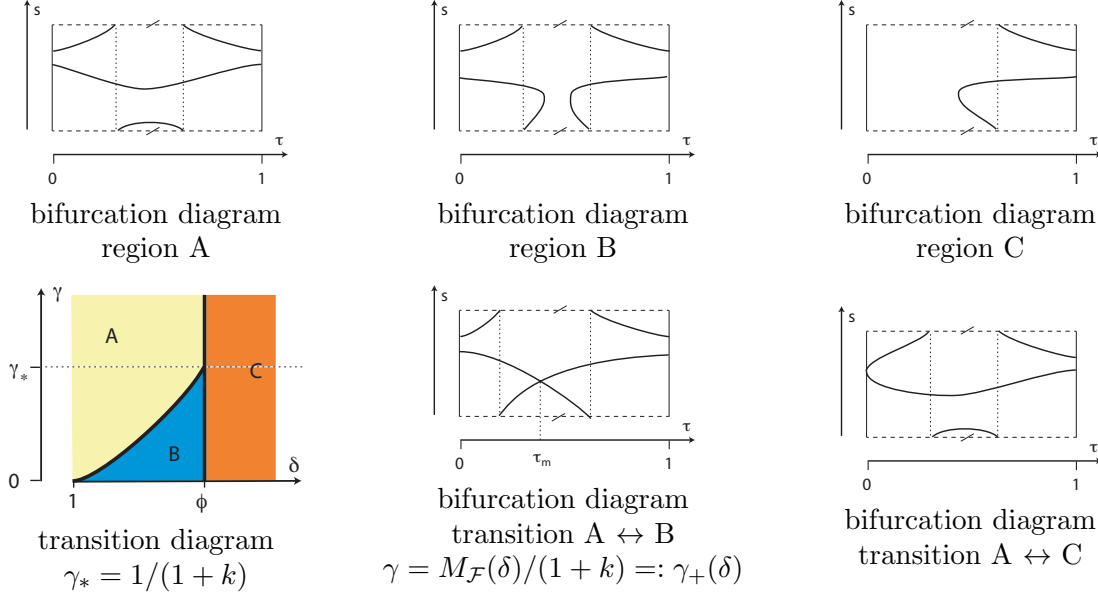 s
τ
0 1
bifurcation diagram
region A
s
τ
0 1
bifurcation diagram
region B
s
τ
0 1
bifurcation diagram
region C
γ
A
γ*
C
B
0
δ
1 ϕ
transition diagram
γ* = 1/(1 + k)
s
τ
0 τm 1
bifurcation diagram
transition A ↔ B
γ = M_ℱ(δ)/(1 + k) =: γ₊(δ)
s
τ
0 1
bifurcation diagram
transition A ↔ C